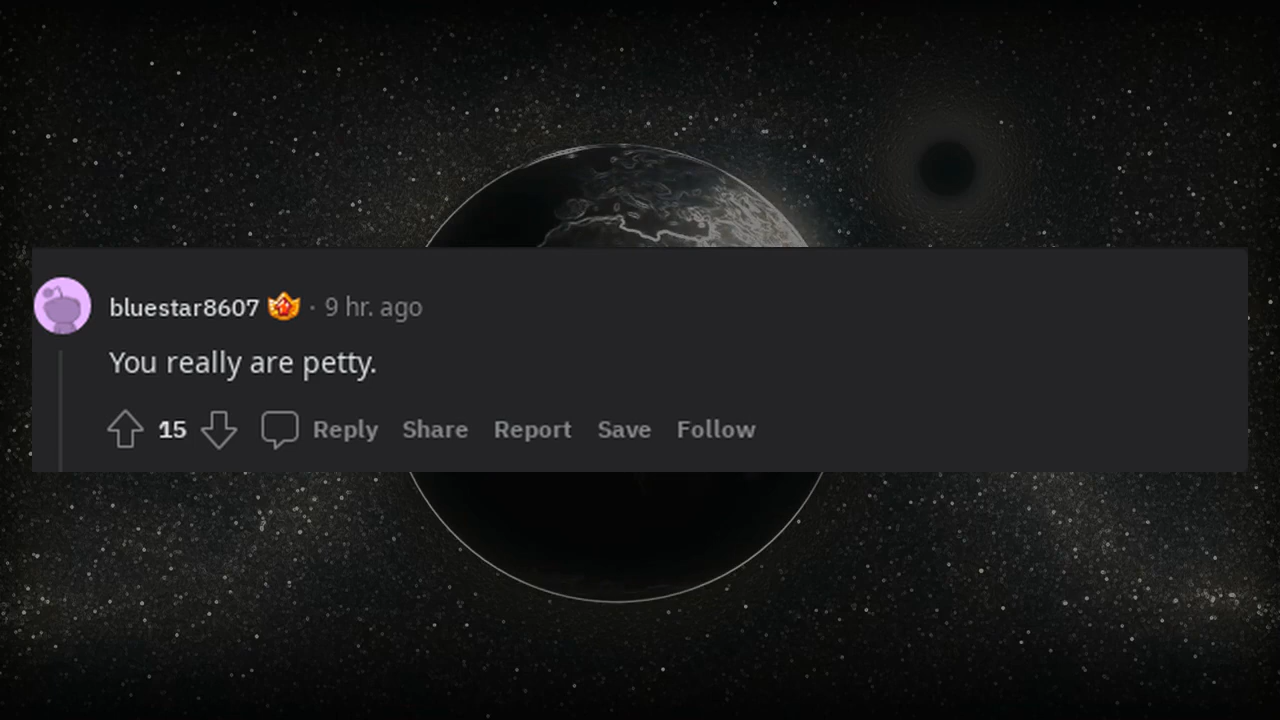 bluestar8607 · 9 hr. ago
You really are petty.
15 Reply Share Report Save Follow